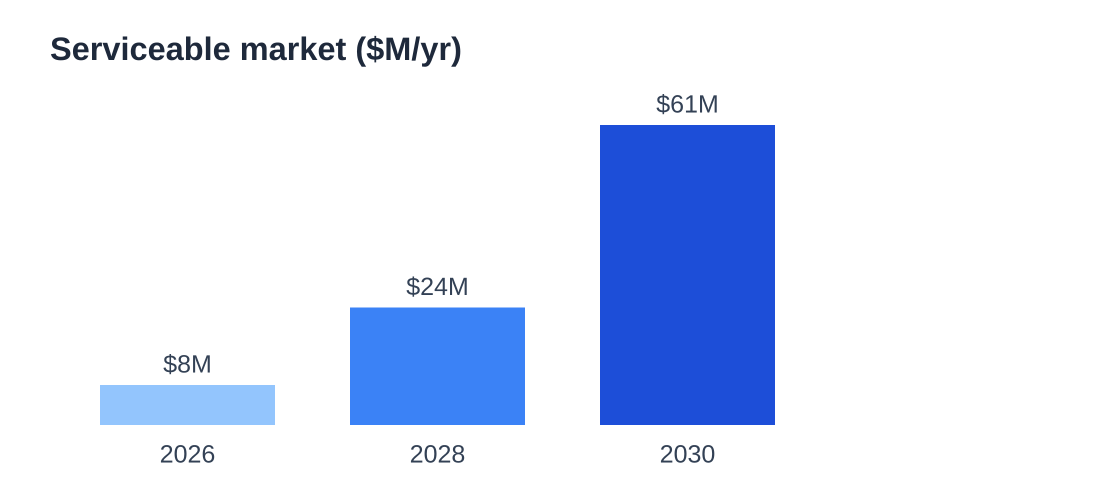 Serviceable market ($M/yr)
$61M
$24M
$8M
2026 2028 2030